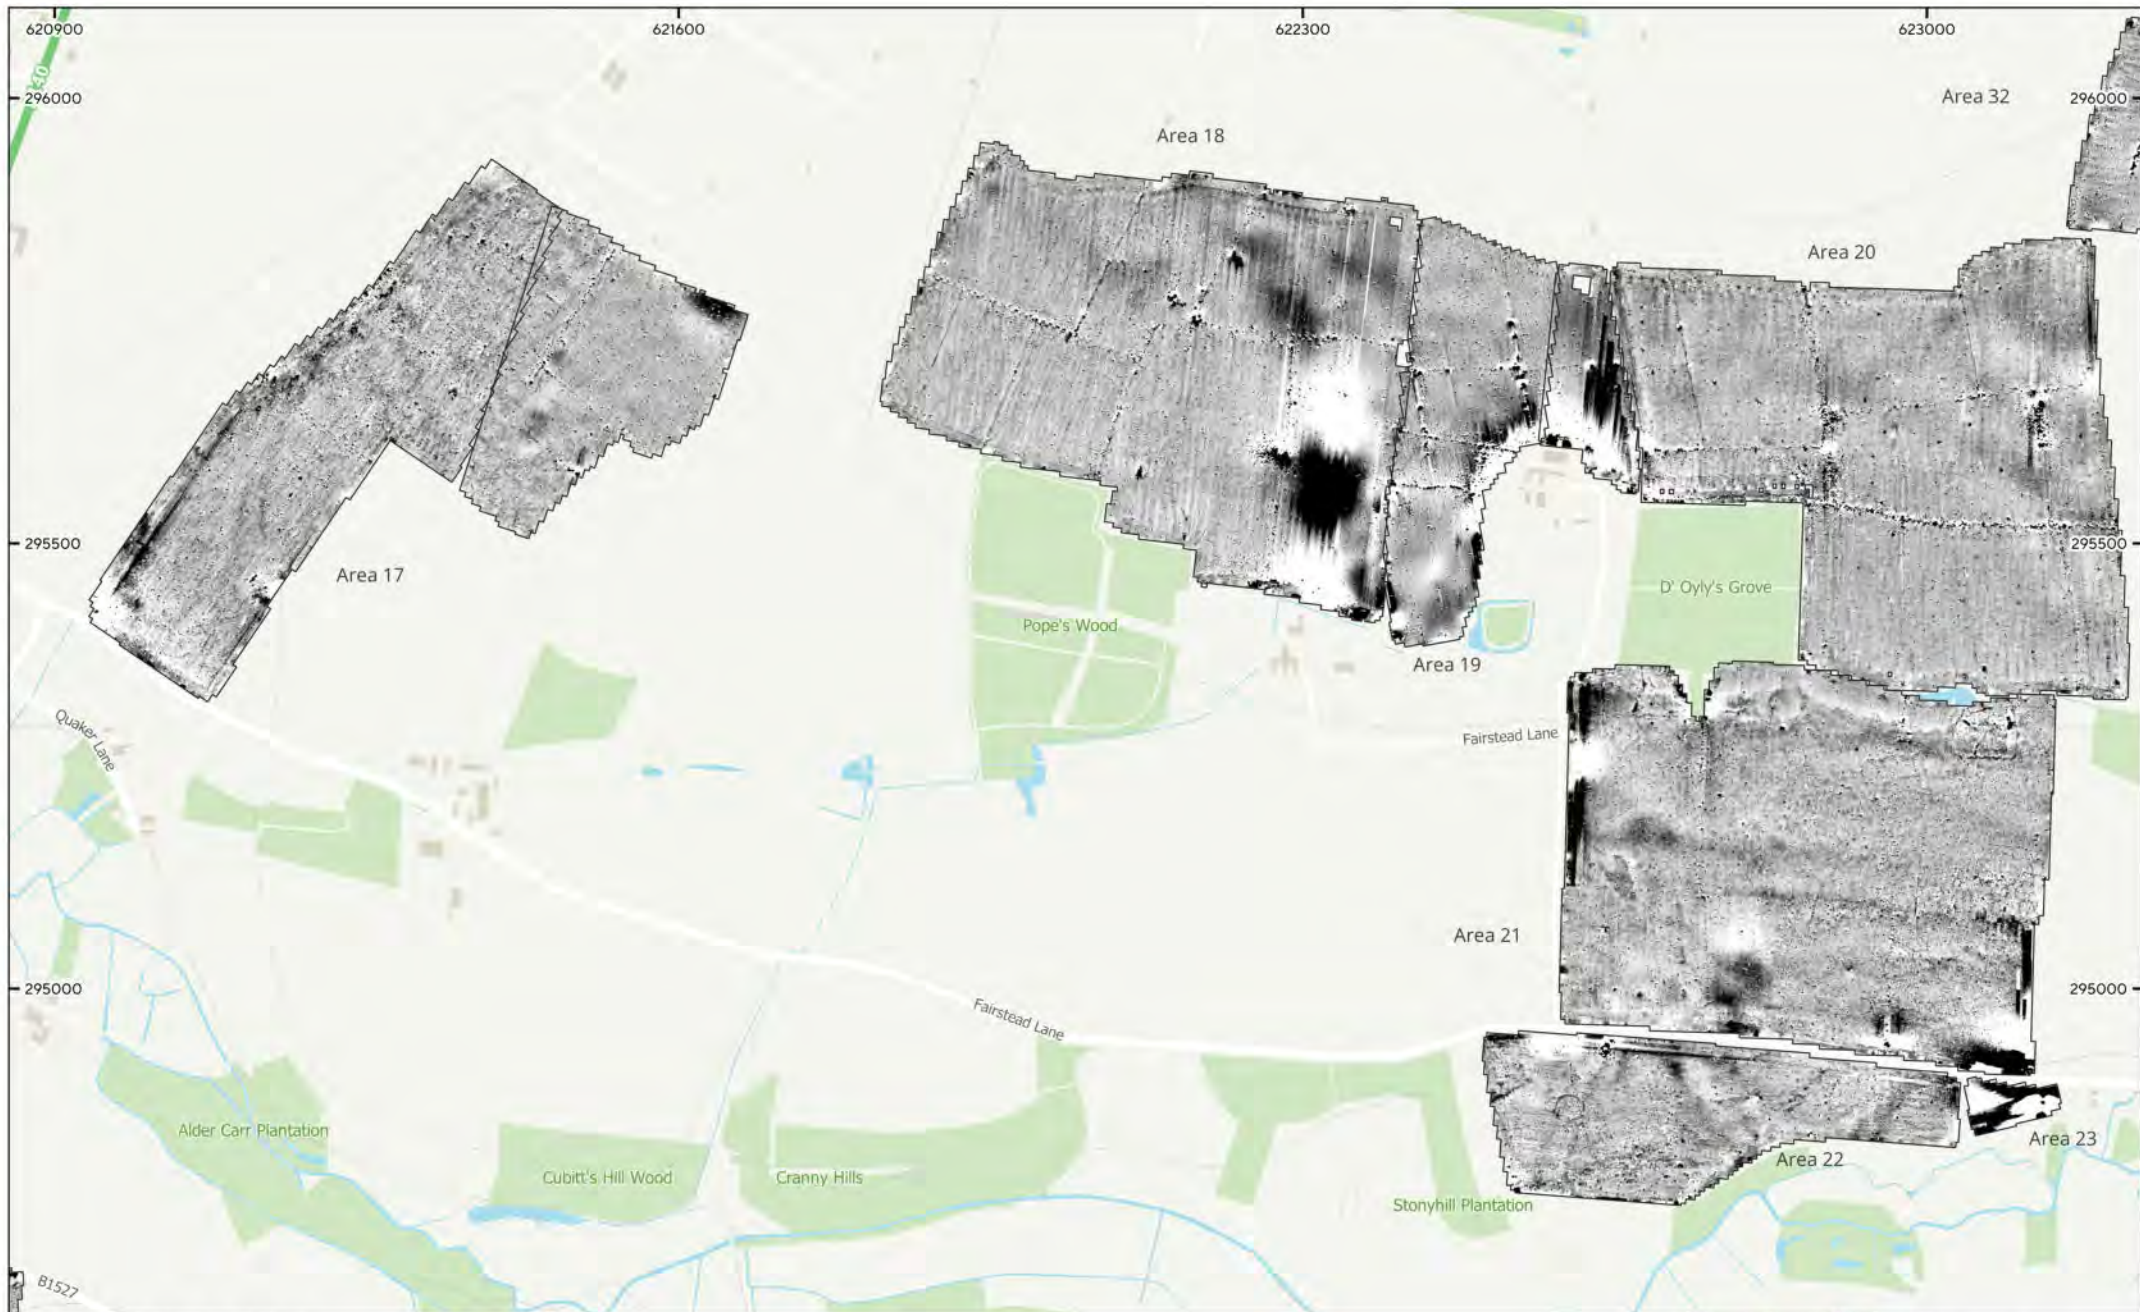 620900
621600
622300
623000
296000
Area 32
296000
Area 18
Area 20
295500
295500
Area 17
D' Oyly's Grove
Pope's Wood
Area 19
Quaker Lane
Fairstead Lane
Area 21
295000
295000
Fairstead Lane
Alder Carr Plantation
Area 23
Area 22
Cubitt's Hill Wood
Cranny Hills
Stonyhill Plantation
B1527